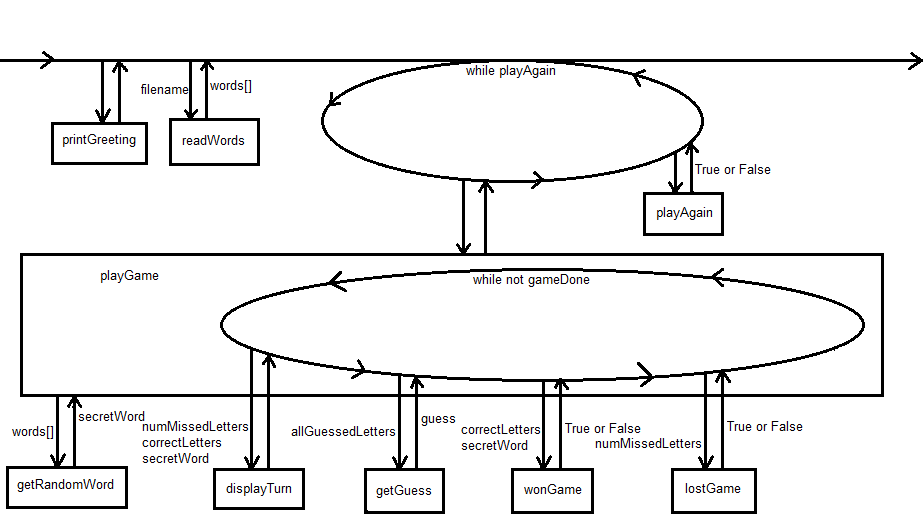 while playAgain
filename
words[]
printGreeting
readWords
True or False
playAgain
playGame
while not gameDone
words[]
secretWord
numMissedLetters
correctLetters
secretWord
allGuessedLetters
guess
correctLetters
secretWord
True or False
numMissedLetters
True or False
getRandomWord
displayTurn
getGuess
wonGame
lostGame